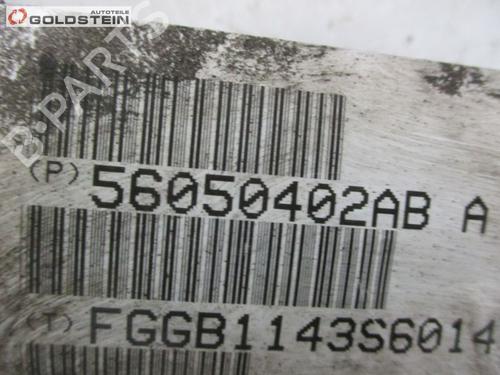 AUTOTEILE
GOLDSTEIN
B-PARTS
(P) 56050402AB A
(T) FGGB1143S6014